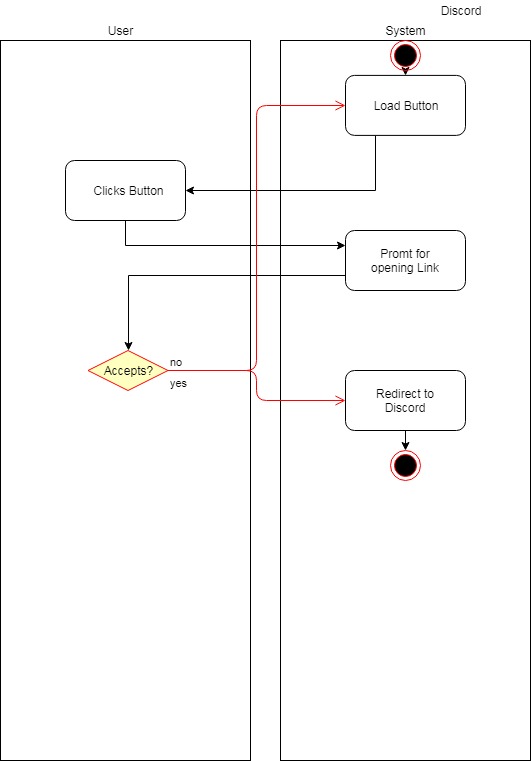 Discord
User
System
Load Button
Clicks Button
Promt for
opening Link
Accepts?
no
yes
Redirect to
Discord